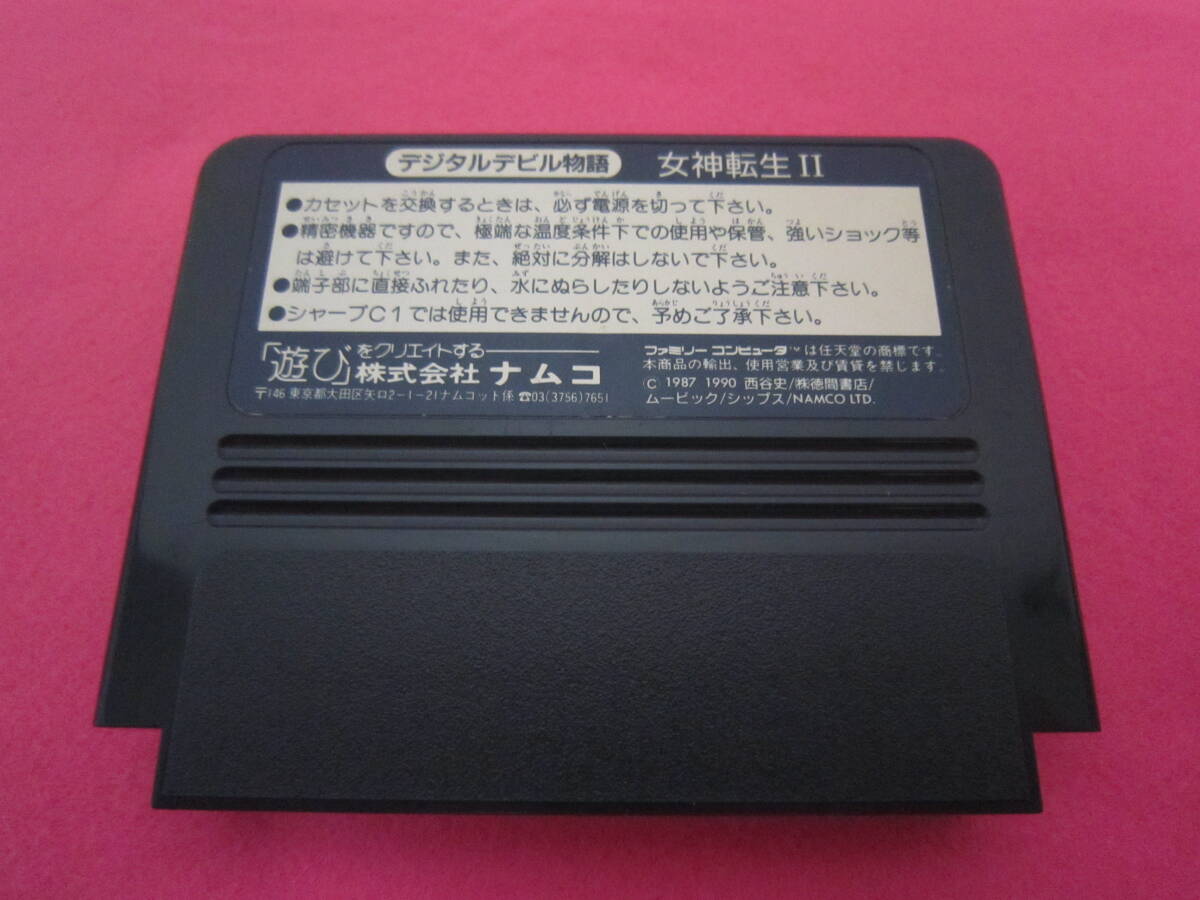 デジタルデビル物語 女神転生II
●カセットを交換するときは、必ず電源を切って下さい。
●精密機器ですので、極端な温度条件下での使用や保管、強いショック等
は避けて下さい。また、絶対に分解はしないで下さい。
●端子部に直接ふれたり、水にぬらしたりしないようご注意下さい。
●シャープC1では使用できませんので、予めご了承下さい。
「遊び」をクリエイトする
株式会社ナムコ
〒146 東京都大田区矢口2-1-21ナムコット係 ☎03(3756)7651
ファミリー コンピュータ™は任天堂の商標です。
本商品の輸出、使用営業及び賃貸を禁じます。
© 1987 1990 西谷史/㈱徳間書店/
ムービック/シップス/NAMCO LTD.